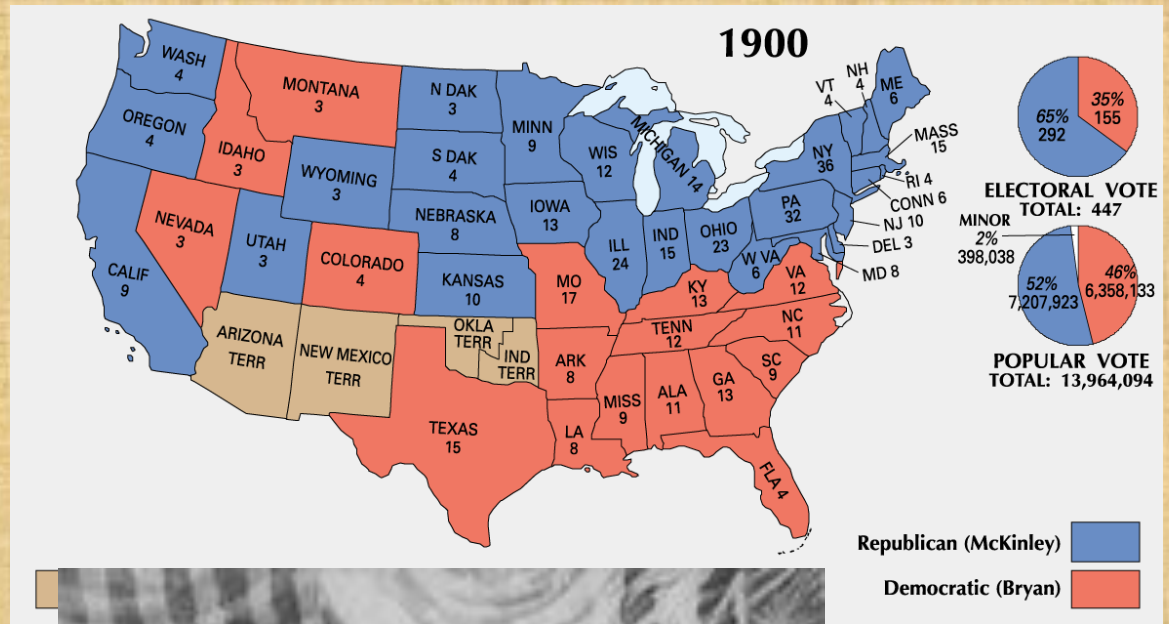 1900
WASH
4
OREGON
4
CALIF
9
MONTANA
3
IDAHO
3
NEVADA
3
WYOMING
3
UTAH
3
COLORADO
4
ARIZONA
TERR
NEW MEXICO
TERR
N DAK
3
S DAK
4
NEBRASKA
8
KANSAS
10
OKLA
TERR
IND
TERR
TEXAS
15
MINN
9
IOWA
13
MO
17
ARK
8
LA
8
WIS
12
ILL
24
MICHIGAN 14
IND
15
OHIO
23
KY
13
TENN
12
MISS
9
ALA
11
GA
13
FLA 4
SC
9
NC
11
VA
12
W VA
6
PA
32
NY
36
VT
4
NH
4
ME
6
MASS
15
RI 4
CONN 6
NJ 10
DEL 3
MD 8
65%
292
35%
155
ELECTORAL VOTE
TOTAL: 447
MINOR
2%
398,038
52%
7,207,923
46%
6,358,133
POPULAR VOTE
TOTAL: 13,964,094
Republican (McKinley)
Democratic (Bryan)